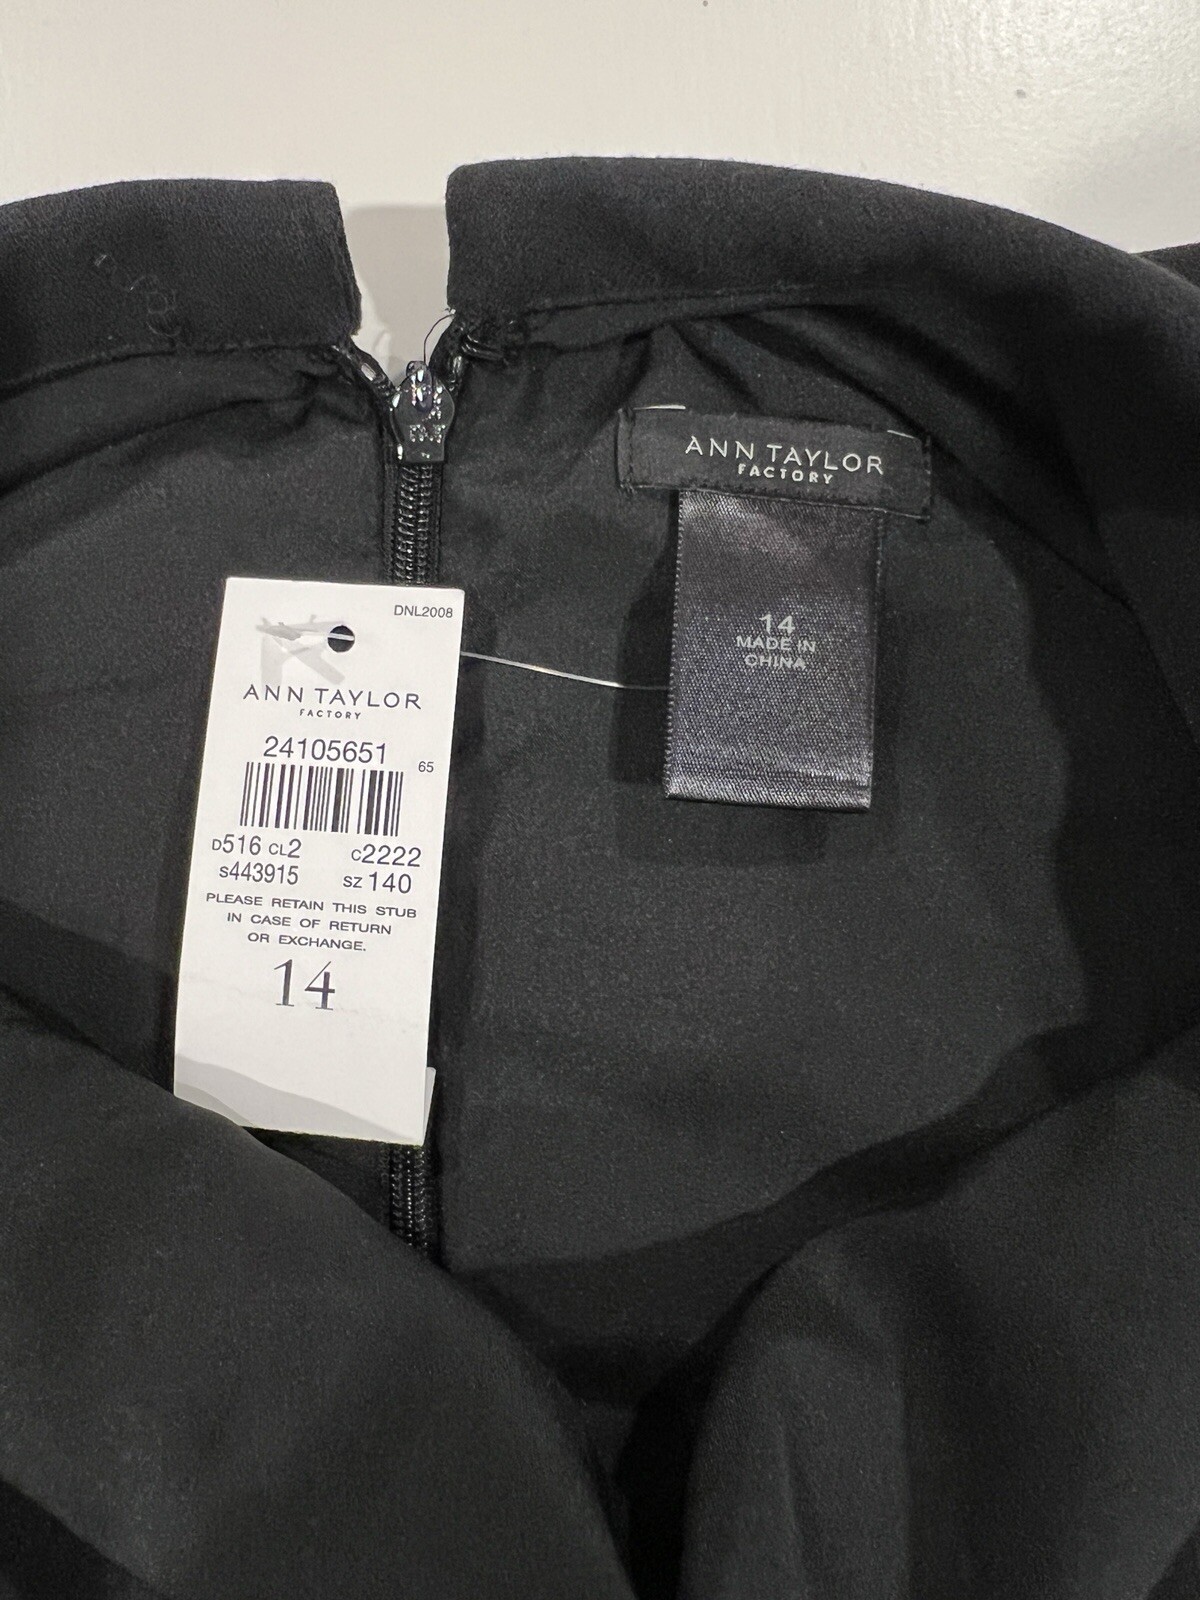 ANN TAYLOR
FACTORY
14
MADE IN
CHINA
DNL2008
ANN TAYLOR
FACTORY
24105651
65
D516 CL2 C2222
S443915 SZ 140
PLEASE RETAIN THIS STUB
IN CASE OF RETURN
OR EXCHANGE.
14